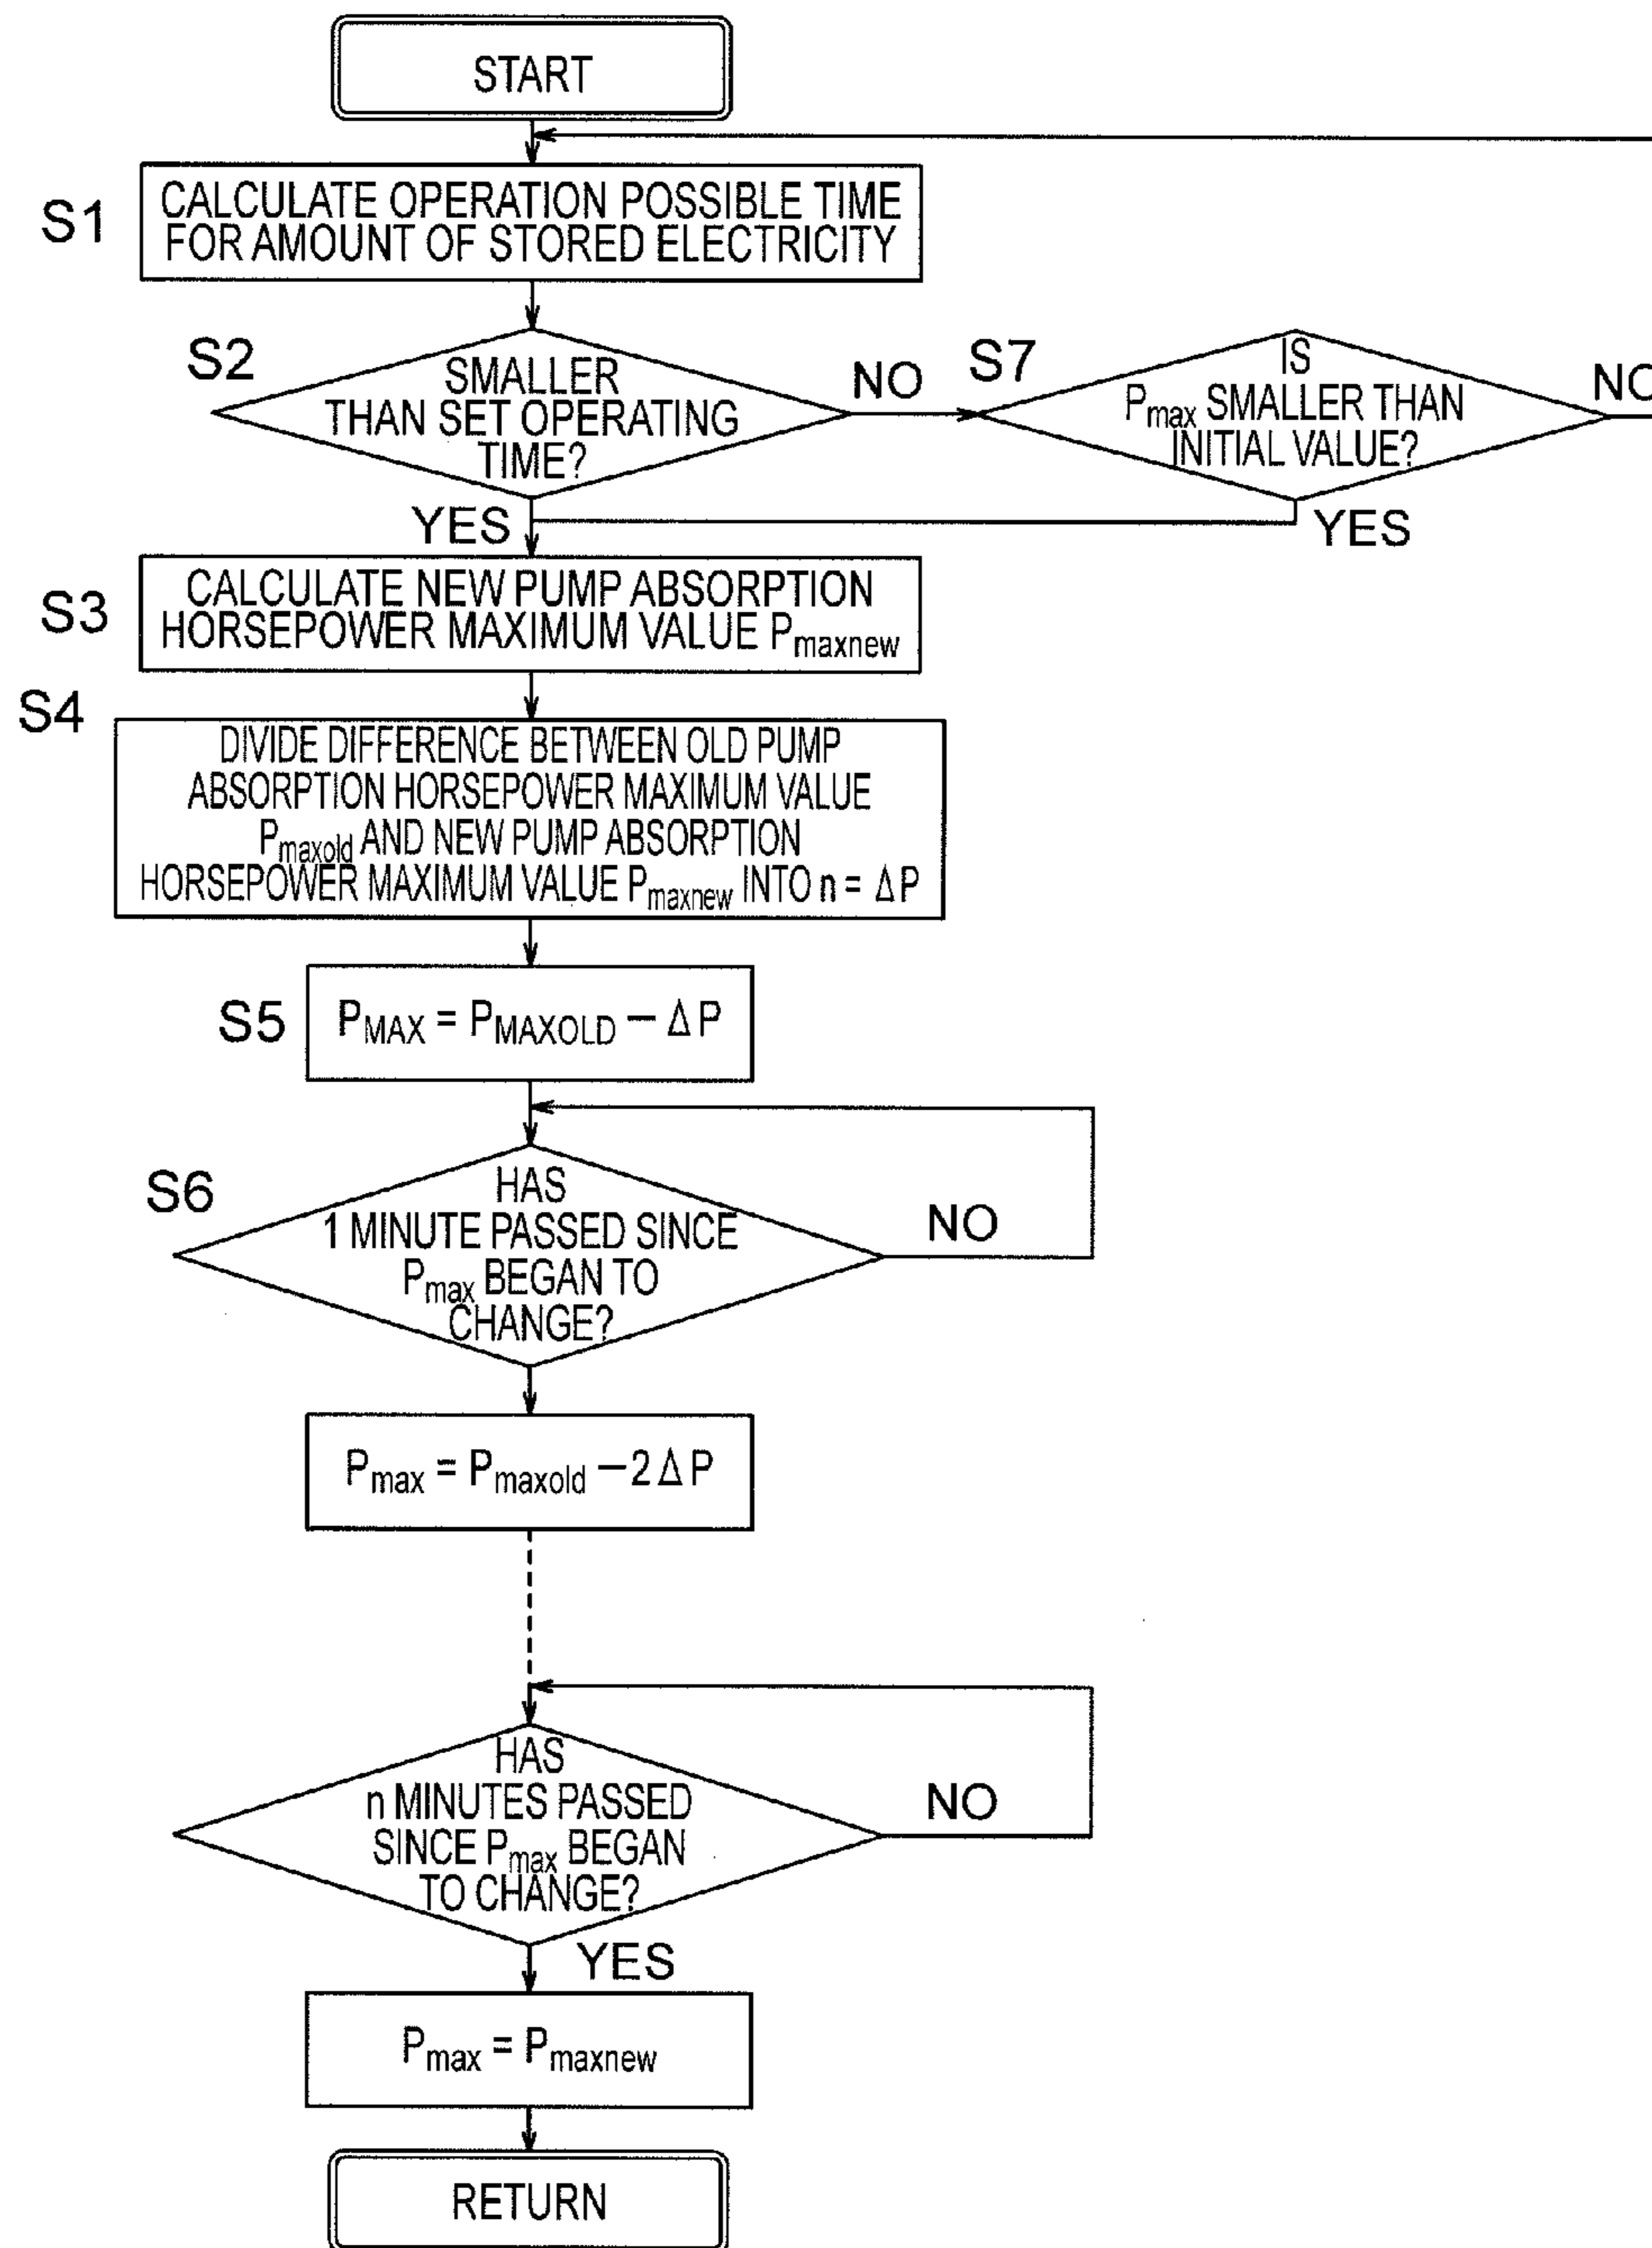 START
S1
CALCULATE OPERATION POSSIBLE TIME
FOR AMOUNT OF STORED ELECTRICITY
S2
SMALLER
THAN SET OPERATING
TIME?
NO
YES
S7
IS
Pmax SMALLER THAN
INITIAL VALUE?
NO
YES
S3
CALCULATE NEW PUMP ABSORPTION
HORSEPOWER MAXIMUM VALUE Pmaxnew
S4
DIVIDE DIFFERENCE BETWEEN OLD PUMP
ABSORPTION HORSEPOWER MAXIMUM VALUE
Pmaxold AND NEW PUMP ABSORPTION
HORSEPOWER MAXIMUM VALUE Pmaxnew INTO n = ΔP
S5
PMAX = PMAXOLD − ΔP
S6
HAS
1 MINUTE PASSED SINCE
Pmax BEGAN TO
CHANGE?
NO
Pmax = Pmaxold − 2ΔP
HAS
n MINUTES PASSED
SINCE Pmax BEGAN
TO CHANGE?
NO
YES
Pmax = Pmaxnew
RETURN